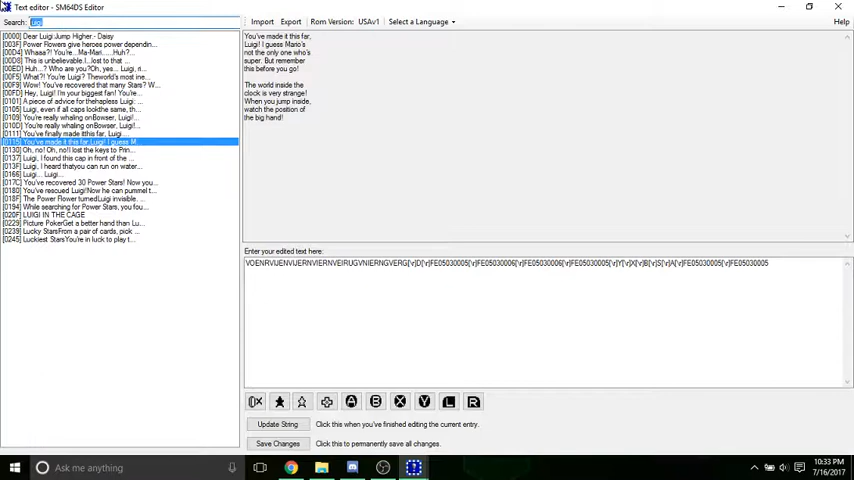 Text editor - SM64DS Editor
Search: Luigi
Import Export Rom Version: USAv1 Select a Language Help
[0000] Dear Luigi:Jump Higher.- Daisy
[003F] Power Flowers give heroes power dependin...
[00D4] Whaaa?! You're...Ma-Mari......Huh?...
[00D8] This is unbelievable.I...lost to that ...
[00ED] Huh...? Who are you?Oh, yes... Luigi, ri...
[00F5] What?! You're Luigi? Theworld's most ine...
[00F9] Wow! You've recovered that many Stars? W...
[00FD] Hey, Luigi! I'm your biggest fan! You're...
[0101] A piece of advice for thehapless Luigi: ...
[0105] Luigi, even if all caps lookthe same, th...
[0109] You're really whaling onBowser, Luigi!...
[010D] You're really whaling onBowser, Luigi!...
[0111] You've finally made itthis far, Luigi....
[0115] You've made it this far,Luigi! I guess M...
[0130] Oh, no! Oh, no!I lost the keys to Prin...
[0137] Luigi, I found this cap in front of the ...
[013F] Luigi, I heard thatyou can run on water...
[0166] Luigi... Luigi...
[017C] You've recovered 30 Power Stars! Now you...
[0180] You've rescued Luigi!Now he can pummel t...
[018F] The Power Flower turnedLuigi invisible. ...
[0194] While searching for Power Stars, you fou...
[020F] LUIGI IN THE CAGE
[0229] Picture PokerGet a better hand than Lu...
[0239] Lucky StarsFrom a pair of cards, pick ...
[0245] Luckiest StarsYou're in luck to play t...
You've made it this far,
Luigi! I guess Mario's
not the only one who's
super. But remember
this before you go!
The world inside the
clock is very strange!
When you jump inside,
watch the position of
the big hand!
Enter your edited text here:
VOENRVIJENVIJERNVIERNVEIRUGVNIERNGVERG[\r]D[\r]FE05030005[\r]FE05030006[\r]FE05030005[\r]Y[\r]X[\r]B[\r]S[\r]A[\r]FE05030005[\r]FE05030005
A B X Y L R
Update String Click this when you've finished editing the current entry.
Save Changes Click this to permanently save all changes.
Ask me anything
10:33 PM
7/16/2017